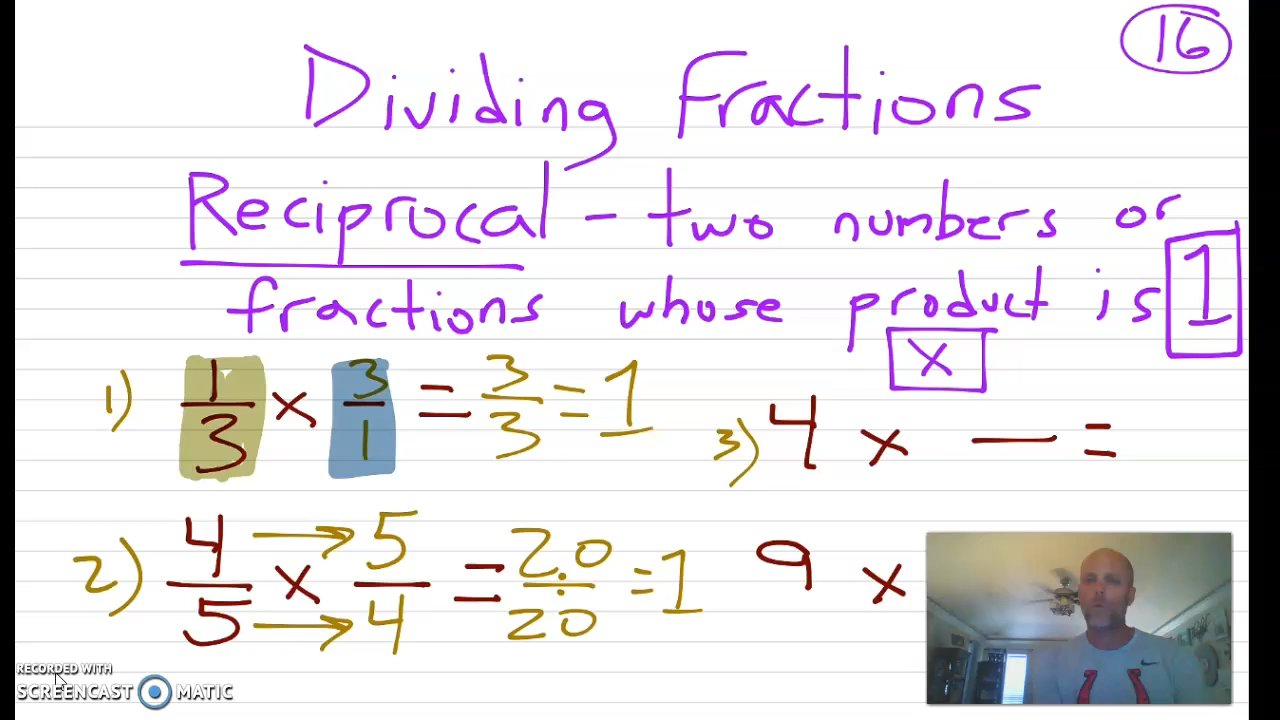 16
Dividing Fractions
Reciprocal - two numbers or
fractions whose product is 1
x
1) 1/3 x 3/1 = 3/3 = 1
3) 4 x — =
2) 4/5 → x 5/4 = 20/20 = 1
9 x
RECORDED WITH
SCREENCAST MATIC